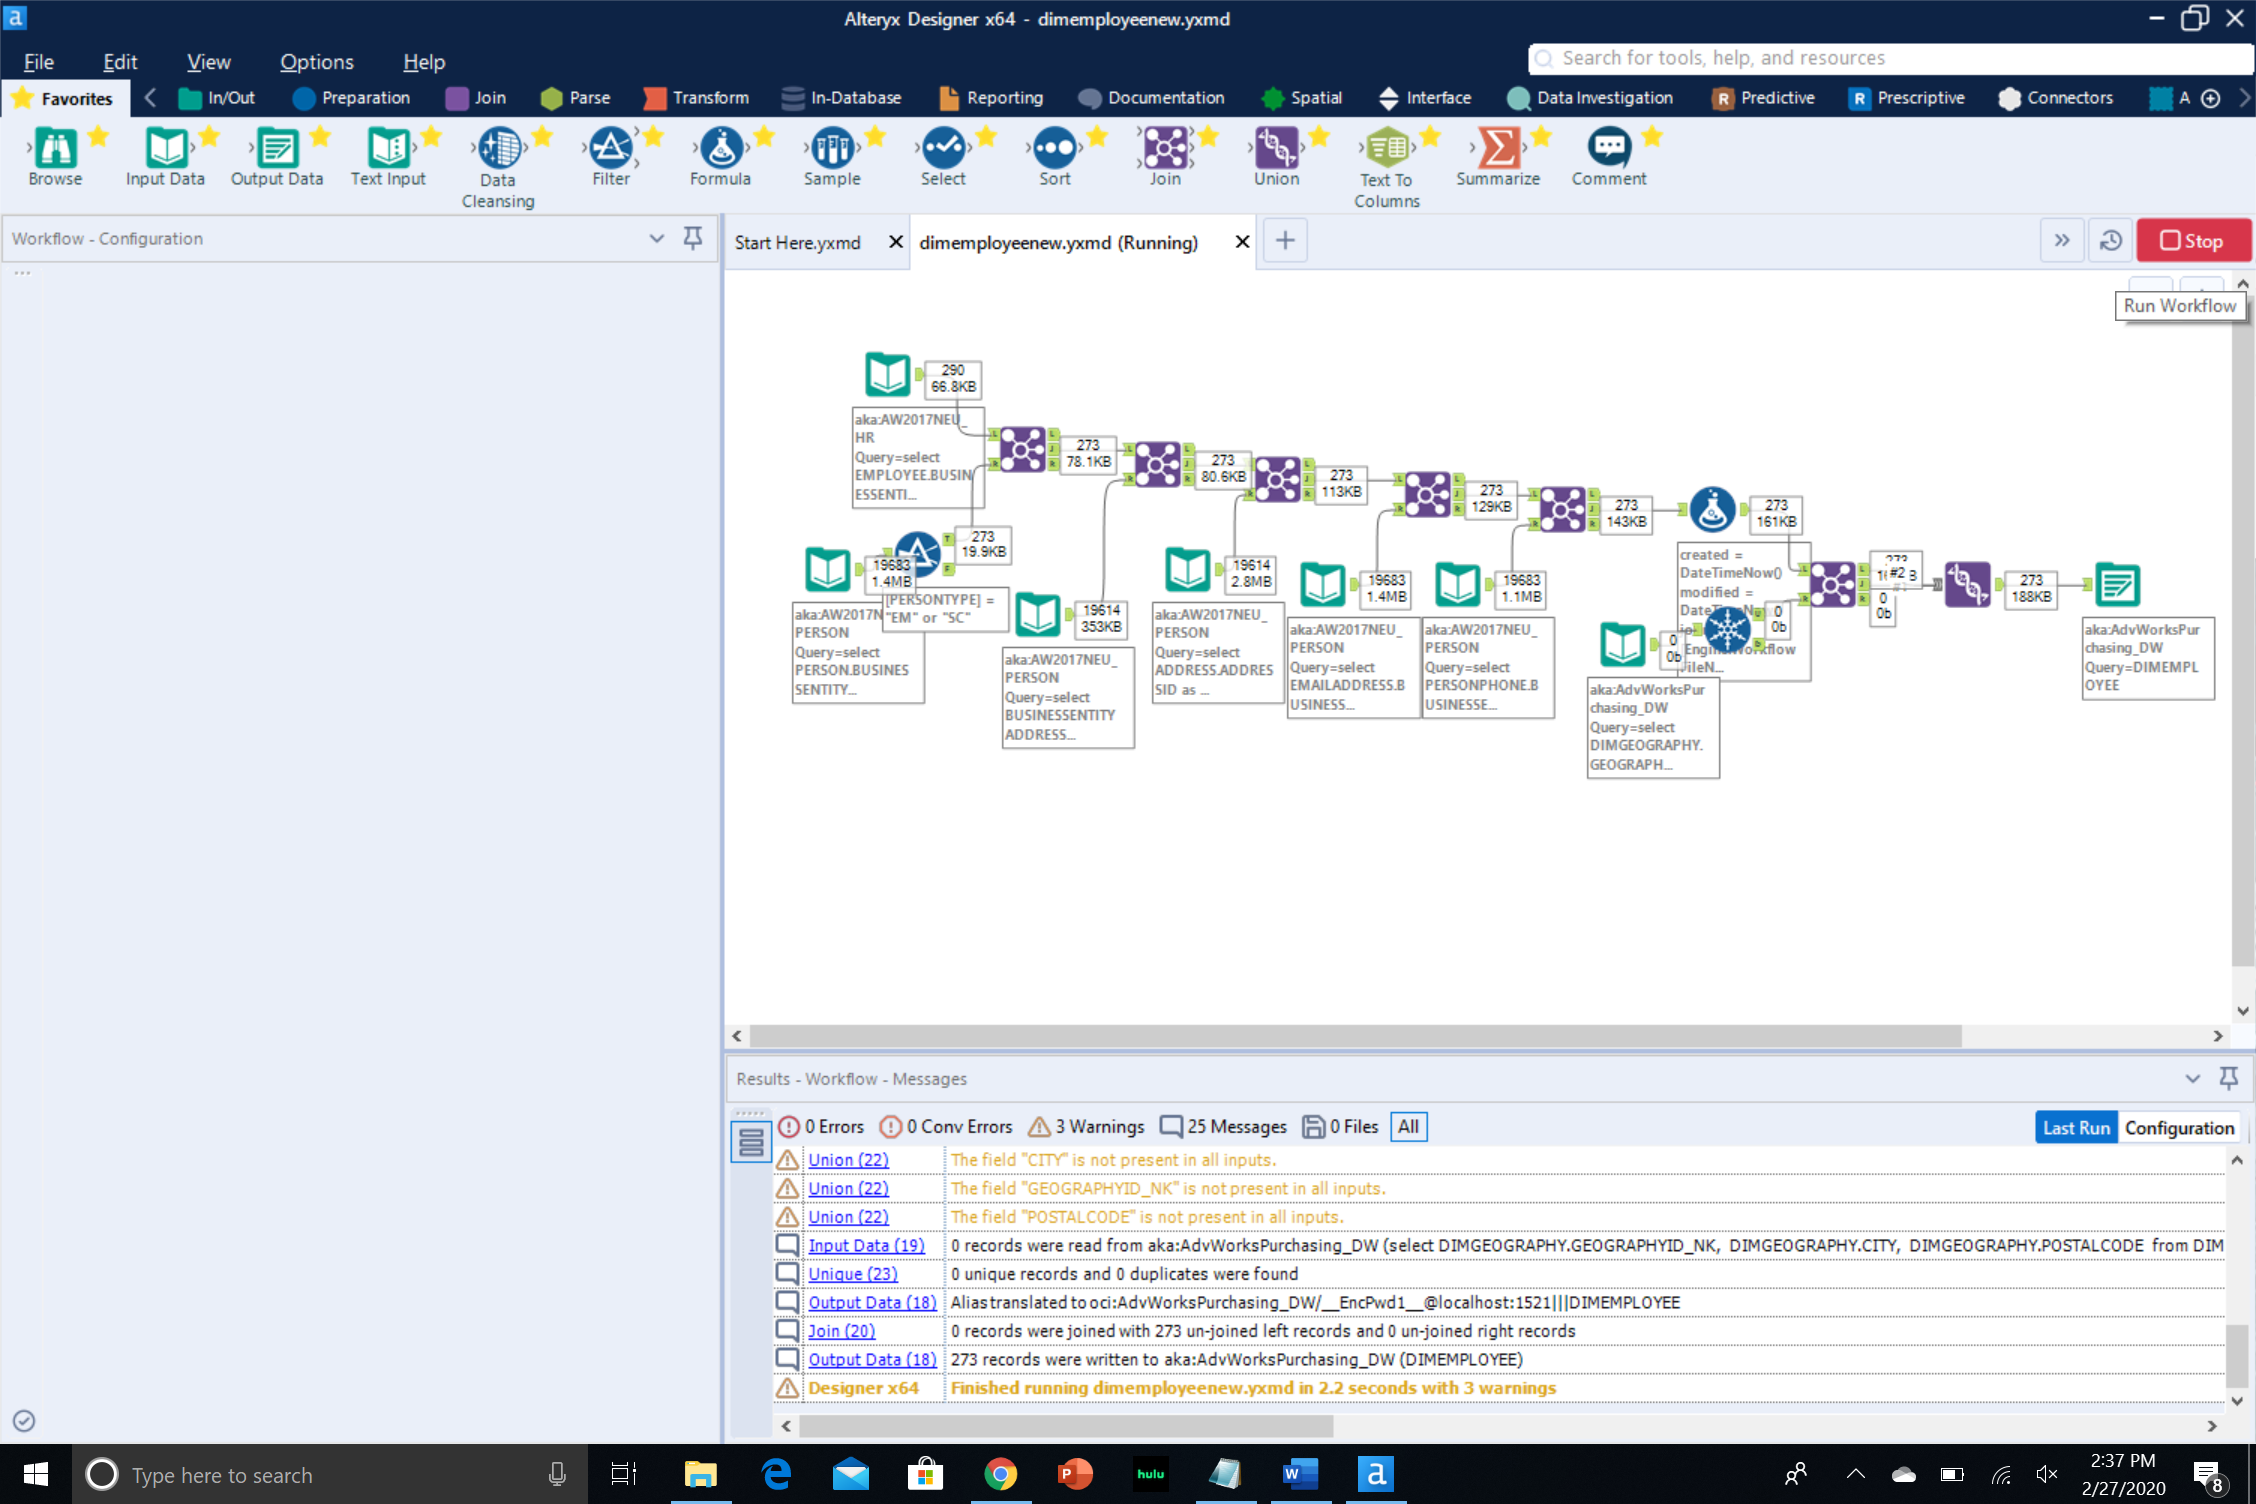 a
Alteryx Designer x64 - dimemployeenew.yxmd
File Edit View Options Help
Search for tools, help, and resources
Favorites In/Out Preparation Join Parse Transform In-Database Reporting Documentation Spatial Interface Data Investigation Predictive Prescriptive Connectors A
Browse Input Data Output Data Text Input Data Cleansing Filter Formula Sample Select Sort Join Union Text To Columns Summarize Comment
Workflow - Configuration
Start Here.yxmd dimemployeenew.yxmd (Running) Stop
Run Workflow
290
66.8KB
aka:AW2017NEU_
HR
Query=select
EMPLOYEE.BUSIN
ESSENTI...
273
78.1KB
273
80.6KB
273
113KB
273
129KB
273
143KB
273
161KB
273
19.9KB
19683
1.4MB
[PERSONTYPE] =
"EM" or "SC"
aka:AW2017N
PERSON
Query=select
PERSON.BUSINES
SENTITY...
19614
353KB
aka:AW2017NEU_
PERSON
Query=select
BUSINESSENTITY
ADDRESS...
19614
2.8MB
aka:AW2017NEU_
PERSON
Query=select
ADDRESS.ADDRES
SID as ...
19683
1.4MB
aka:AW2017NEU_
PERSON
Query=select
EMAILADDRESS.B
USINESS...
19683
1.1MB
aka:AW2017NEU_
PERSON
Query=select
PERSONPHONE.B
USINESSE...
created =
DateTimeNow()
modified =
0
0b
aka:AdvWorksPur
chasing_DW
Query=select
DIMGEOGRAPHY.
GEOGRAPH...
0
0b
#2
0
0b
273
188KB
aka:AdvWorksPur
chasing_DW
Query=DIMEMPL
OYEE
Results - Workflow - Messages
0 Errors 0 Conv Errors 3 Warnings 25 Messages 0 Files All Last Run Configuration
Union (22) The field "CITY" is not present in all inputs.
Union (22) The field "GEOGRAPHYID_NK" is not present in all inputs.
Union (22) The field "POSTALCODE" is not present in all inputs.
Input Data (19) 0 records were read from aka:AdvWorksPurchasing_DW (select DIMGEOGRAPHY.GEOGRAPHYID_NK, DIMGEOGRAPHY.CITY, DIMGEOGRAPHY.POSTALCODE from DIM
Unique (23) 0 unique records and 0 duplicates were found
Output Data (18) Alias translated to oci:AdvWorksPurchasing_DW/__EncPwd1__@localhost:1521|||DIMEMPLOYEE
Join (20) 0 records were joined with 273 un-joined left records and 0 un-joined right records
Output Data (18) 273 records were written to aka:AdvWorksPurchasing_DW (DIMEMPLOYEE)
Designer x64 Finished running dimemployeenew.yxmd in 2.2 seconds with 3 warnings
Type here to search
hulu
2:37 PM
2/27/2020
8